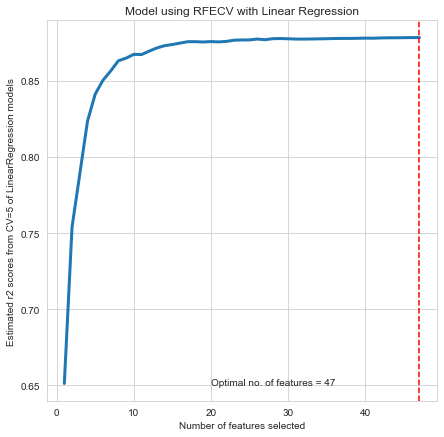 Model using RFECV with Linear Regression
Estimated r2 scores from CV=5 of LinearRegression models
0.85
0.80
0.75
0.70
0.65
Optimal no. of features = 47
0
10
20
30
40
Number of features selected